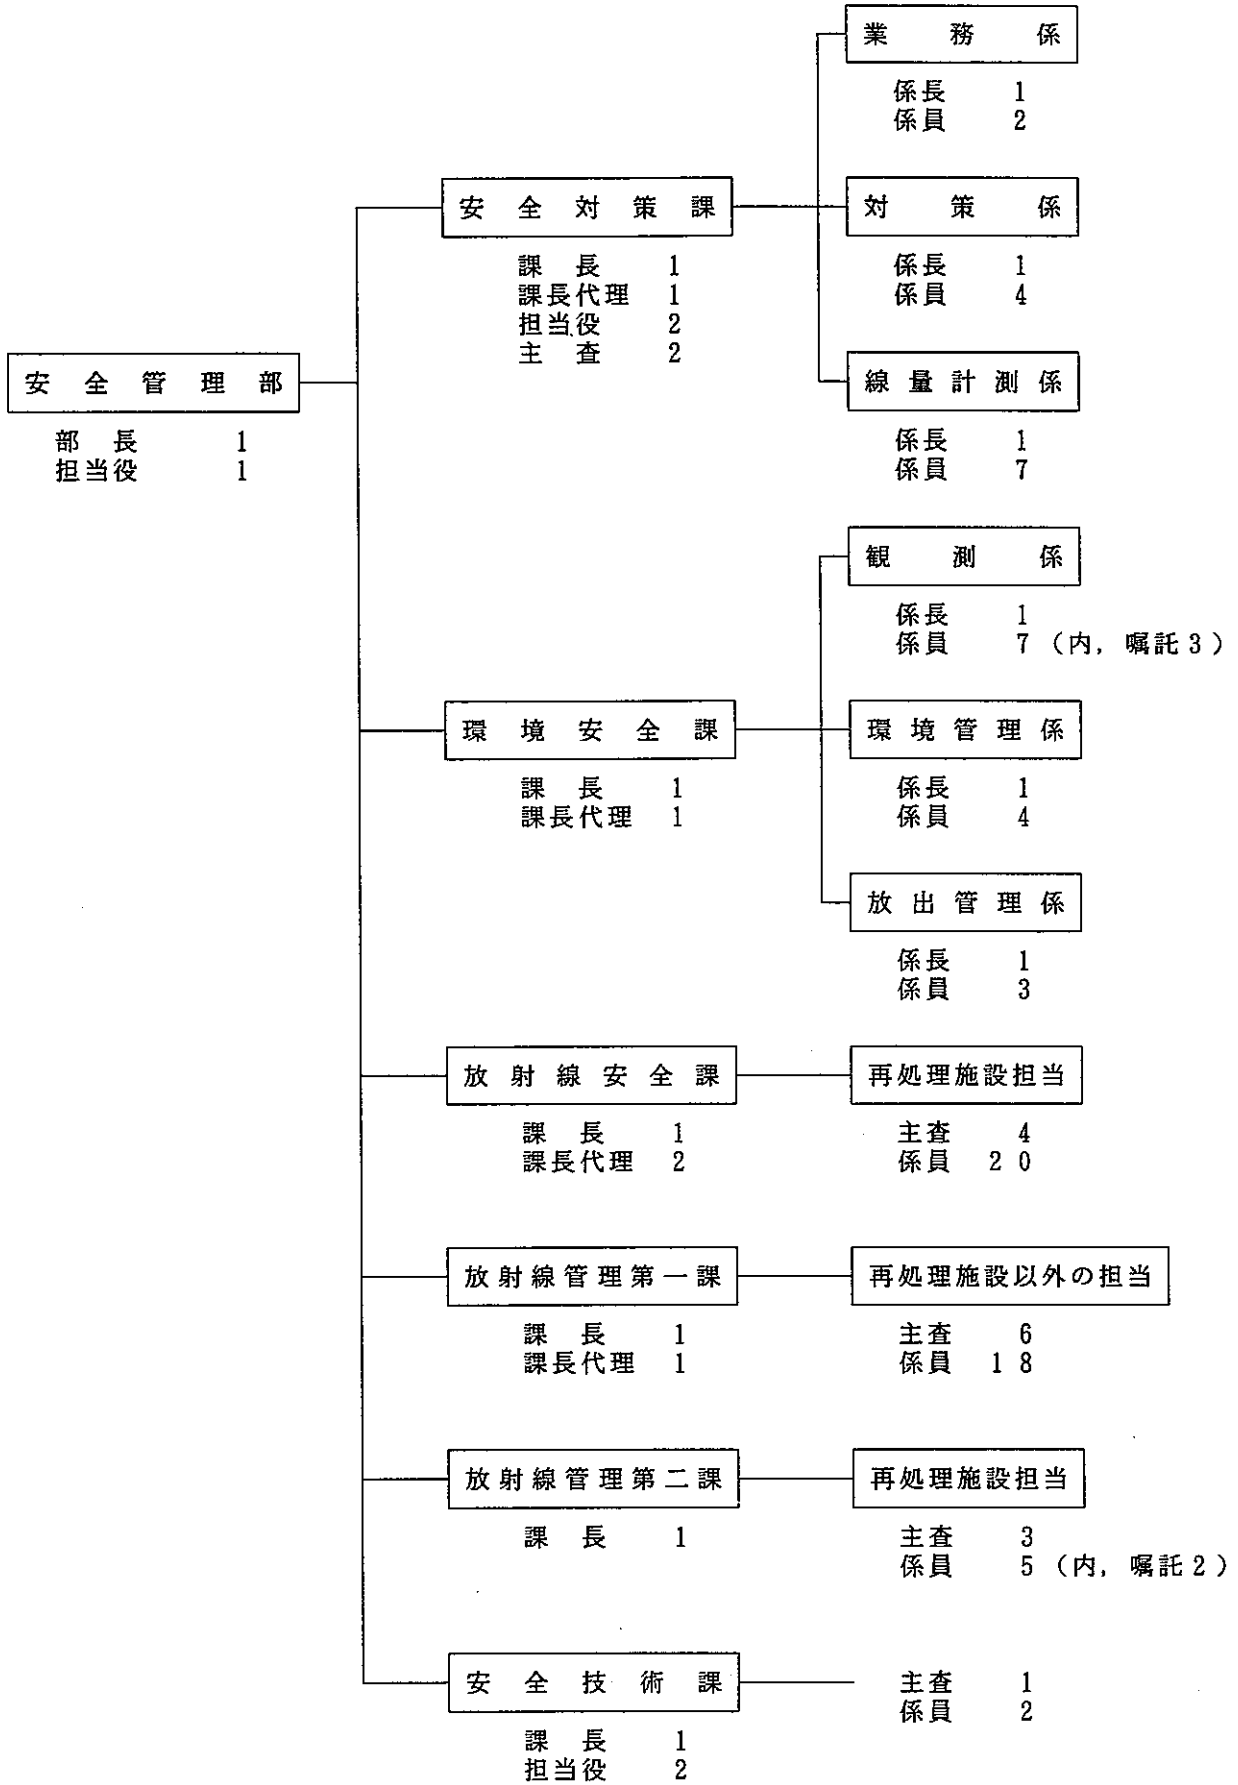 安全管理部
部長 1
担当役 1
安全対策課
課長 1
課長代理 1
担当役 2
主査 2
業務係
係長 1
係員 2
対策係
係長 1
係員 4
線量計測係
係長 1
係員 7
環境安全課
課長 1
課長代理 1
観測係
係長 1
係員 7 (内, 嘱託3)
環境管理係
係長 1
係員 4
放出管理係
係長 1
係員 3
放射線安全課
課長 1
課長代理 2
再処理施設担当
主査 4
係員 20
放射線管理第一課
課長 1
課長代理 1
再処理施設以外の担当
主査 6
係員 18
放射線管理第二課
課長 1
再処理施設担当
主査 3
係員 5 (内, 嘱託2)
安全技術課
課長 1
担当役 2
主査 1
係員 2